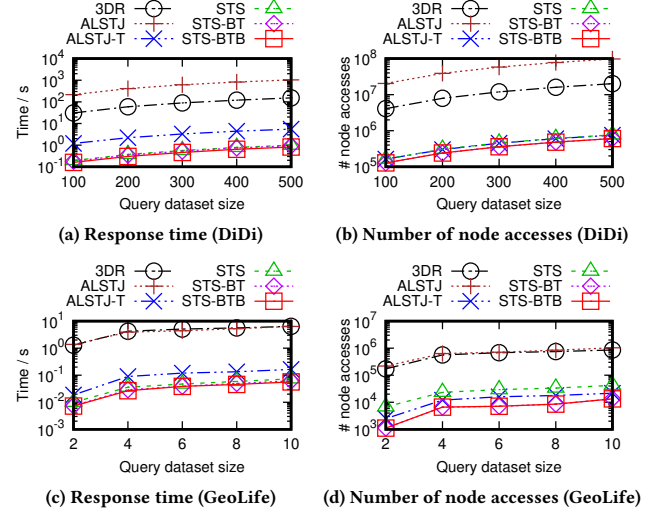 3DR STS
ALSTJ STS-BT
ALSTJ-T STS-BTB
3DR STS
ALSTJ STS-BT
ALSTJ-T STS-BTB
Time / s
10^4
10^3
10^2
10^1
10^0
10^-1
100 200 300 400 500
Query dataset size
# node accesses
10^8
10^7
10^6
10^5
100 200 300 400 500
Query dataset size
(a) Response time (DiDi)
(b) Number of node accesses (DiDi)
3DR STS
ALSTJ STS-BT
ALSTJ-T STS-BTB
3DR STS
ALSTJ STS-BT
ALSTJ-T STS-BTB
Time / s
10^1
10^0
10^-1
10^-2
10^-3
2 4 6 8 10
Query dataset size
# node accesses
10^7
10^6
10^5
10^4
10^3
2 4 6 8 10
Query dataset size
(c) Response time (GeoLife)
(d) Number of node accesses (GeoLife)